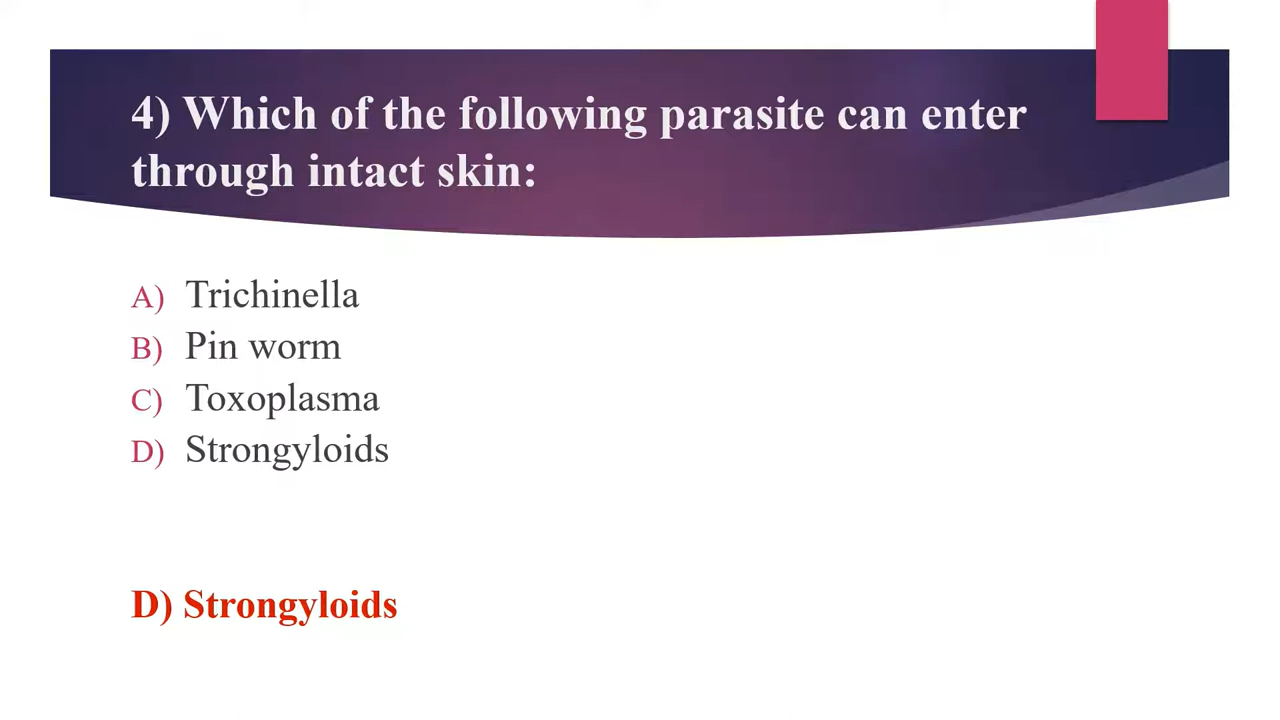 4) Which of the following parasite can enter
through intact skin:
A) Trichinella
B) Pin worm
C) Toxoplasma
D) Strongyloids
D) Strongyloids